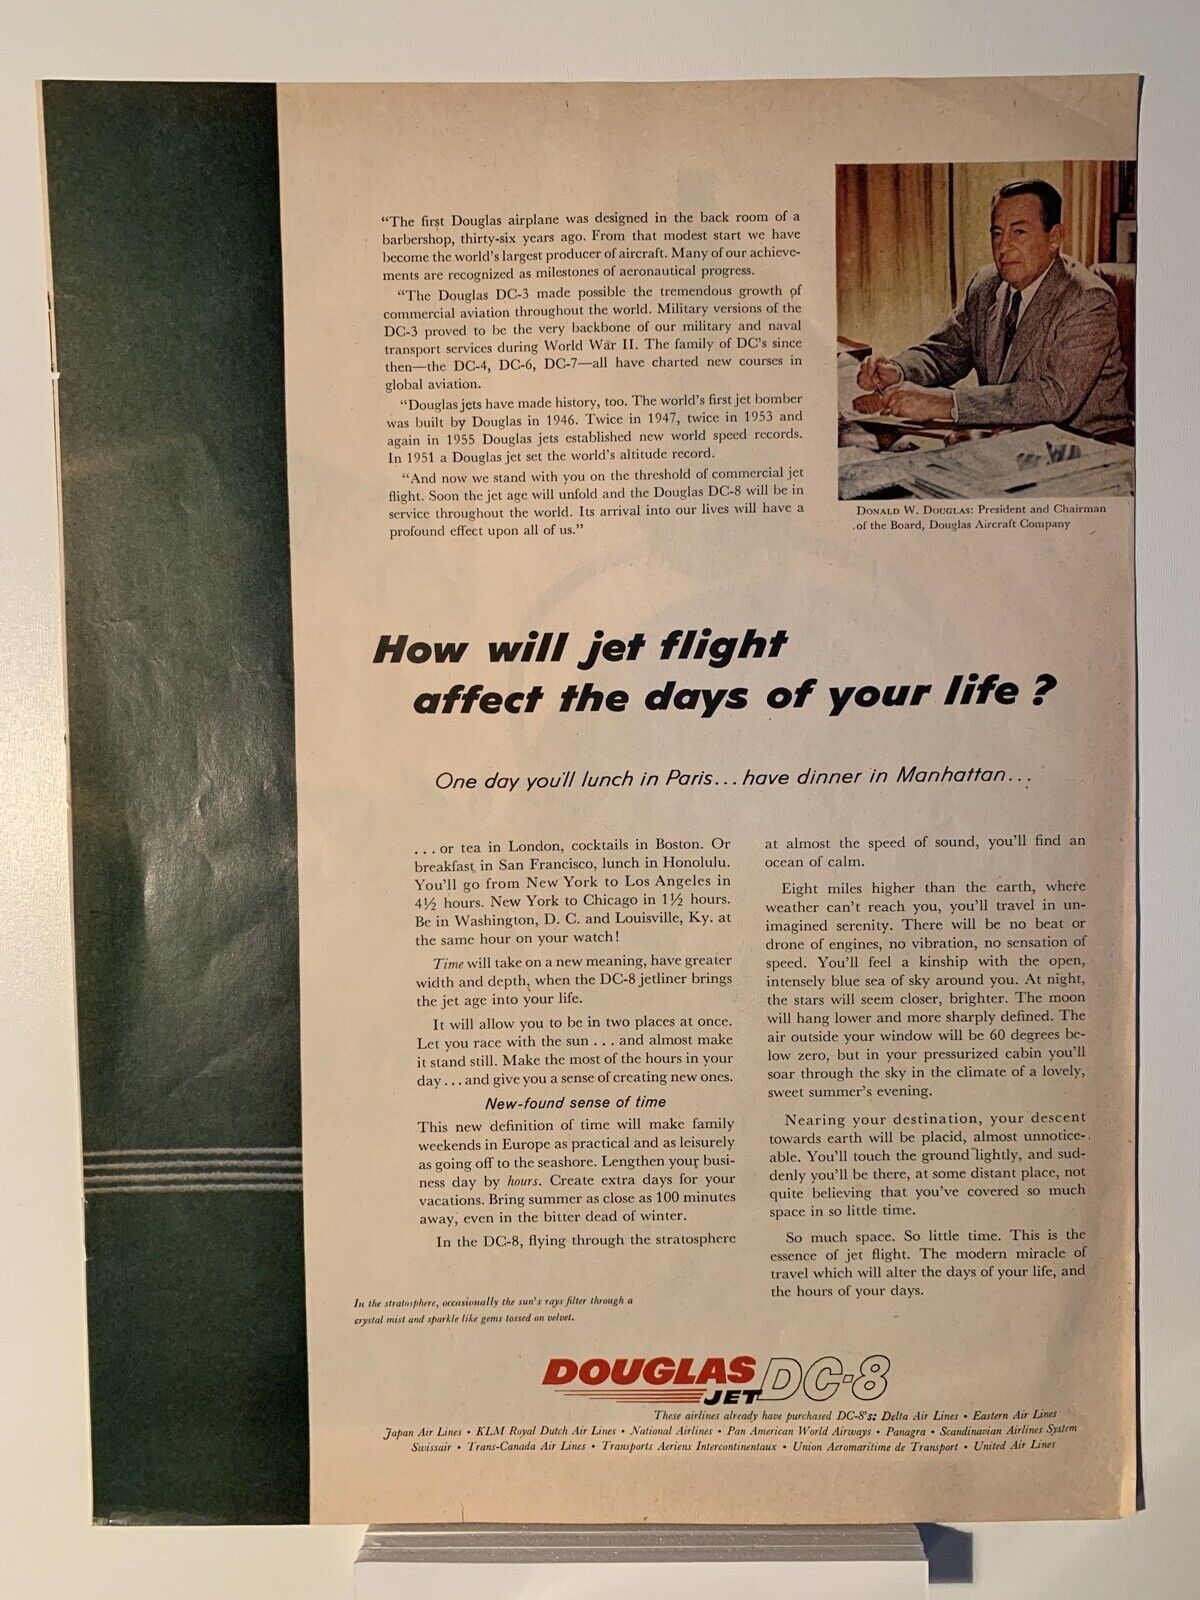 “The first Douglas airplane was designed in the back room of a
barbershop, thirty-six years ago. From that modest start we have
become the world's largest producer of aircraft. Many of our achieve-
ments are recognized as milestones of aeronautical progress.
“The Douglas DC-3 made possible the tremendous growth of
commercial aviation throughout the world. Military versions of the
DC-3 proved to be the very backbone of our military and naval
transport services during World War II. The family of DC's since
then—the DC-4, DC-6, DC-7—all have charted new courses in
global aviation.
“Douglas jets have made history, too. The world's first jet bomber
was built by Douglas in 1946. Twice in 1947, twice in 1953 and
again in 1955 Douglas jets established new world speed records.
In 1951 a Douglas jet set the world's altitude record.
“And now we stand with you on the threshold of commercial jet
flight. Soon the jet age will unfold and the Douglas DC-8 will be in
service throughout the world. Its arrival into our lives will have a
profound effect upon all of us.”
DONALD W. DOUGLAS: President and Chairman
of the Board, Douglas Aircraft Company
How will jet flight
affect the days of your life?
One day you'll lunch in Paris...have dinner in Manhattan...
...or tea in London, cocktails in Boston. Or
breakfast in San Francisco, lunch in Honolulu.
You'll go from New York to Los Angeles in
4½ hours. New York to Chicago in 1½ hours.
Be in Washington, D. C. and Louisville, Ky. at
the same hour on your watch!
Time will take on a new meaning, have greater
width and depth, when the DC-8 jetliner brings
the jet age into your life.
It will allow you to be in two places at once.
Let you race with the sun ... and almost make
it stand still. Make the most of the hours in your
day ... and give you a sense of creating new ones.
New-found sense of time
This new definition of time will make family
weekends in Europe as practical and as leisurely
as going off to the seashore. Lengthen your busi-
ness day by hours. Create extra days for your
vacations. Bring summer as close as 100 minutes
away, even in the bitter dead of winter.
In the DC-8, flying through the stratosphere
at almost the speed of sound, you'll find an
ocean of calm.
Eight miles higher than the earth, where
weather can't reach you, you'll travel in un-
imagined serenity. There will be no beat or
drone of engines, no vibration, no sensation of
speed. You'll feel a kinship with the open,
intensely blue sea of sky around you. At night,
the stars will seem closer, brighter. The moon
will hang lower and more sharply defined. The
air outside your window will be 60 degrees be-
low zero, but in your pressurized cabin you'll
soar through the sky in the climate of a lovely,
sweet summer's evening.
Nearing your destination, your descent
towards earth will be placid, almost unnotice-
able. You'll touch the ground lightly, and sud-
denly you'll be there, at some distant place, not
quite believing that you've covered so much
space in so little time.
So much space. So little time. This is the
essence of jet flight. The modern miracle of
travel which will alter the days of your life, and
the hours of your days.
In the stratosphere, occasionally the sun's rays filter through a
crystal mist and sparkle like gems tossed on velvet.
DOUGLAS JET DC-8
These airlines already have purchased DC-8's: Delta Air Lines • Eastern Air Lines
Japan Air Lines • KLM Royal Dutch Air Lines • National Airlines • Pan American World Airways • Panagra • Scandinavian Airlines System
Swissair • Trans-Canada Air Lines • Transports Aeriens Intercontinentaux • Union Aeromaritime de Transport • United Air Lines